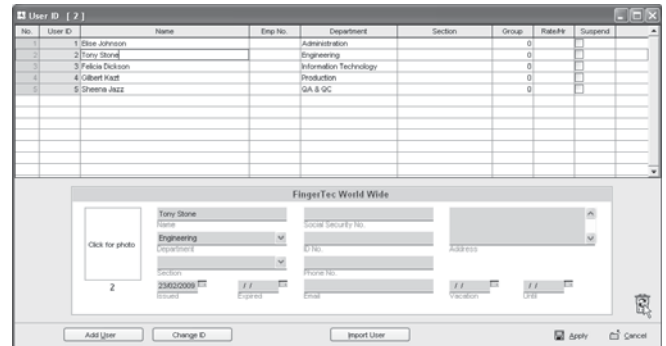 User ID [ 2 ]
No. User ID Name Emp No. Department Section Group Rate/Hr Suspend
1 1 Elise Johnson Administration 0
2 2 Tony Stone Engineering 0
3 3 Felicia Dickson Information Technology 0
4 4 Gilbert Kazt Production 0
5 5 Sheena Jazz QA & QC 0
FingerTec World Wide
Click for photo
2
Tony Stone
Name Social Security No.
Engineering
Department ID No. Address
Section Phone No.
23/02/2009 / / / / / /
Issued Expired Email Vacation Until
Add User Change ID Import User Apply Cancel